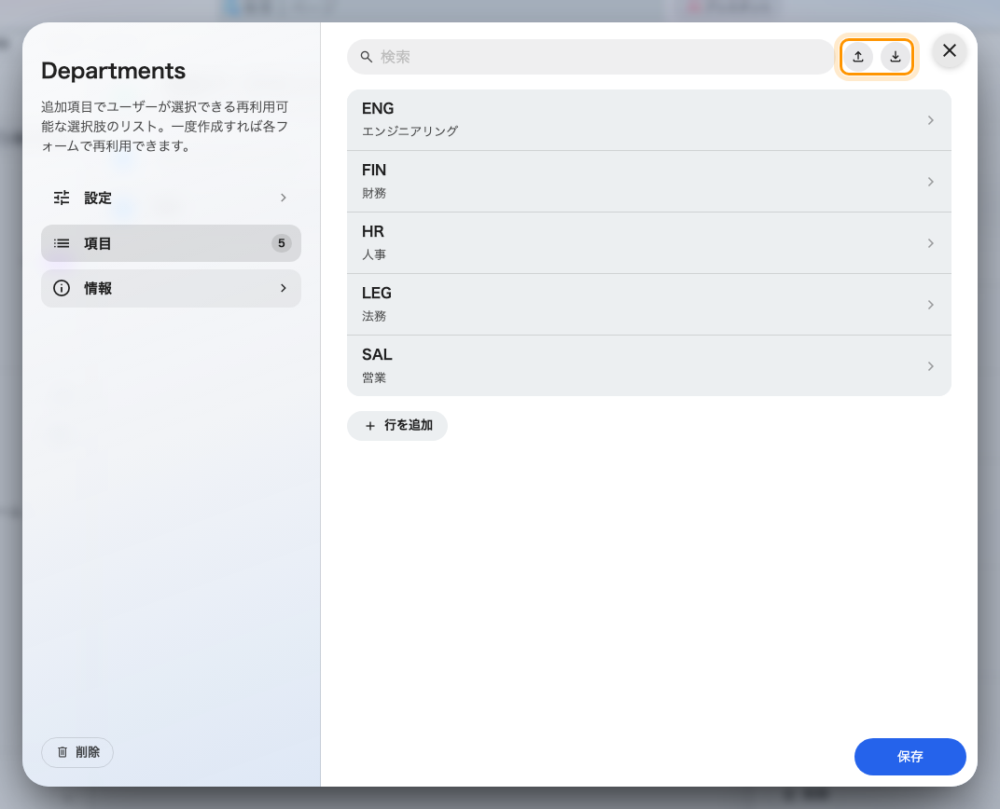 Departments
追加項目でユーザーが選択できる再利用可
能な選択肢のリスト。一度作成すれば各フ
ォームで再利用できます。
設定
項目 5
情報
削除
検索
ENG
エンジニアリング
FIN
財務
HR
人事
LEG
法務
SAL
営業
行を追加
保存